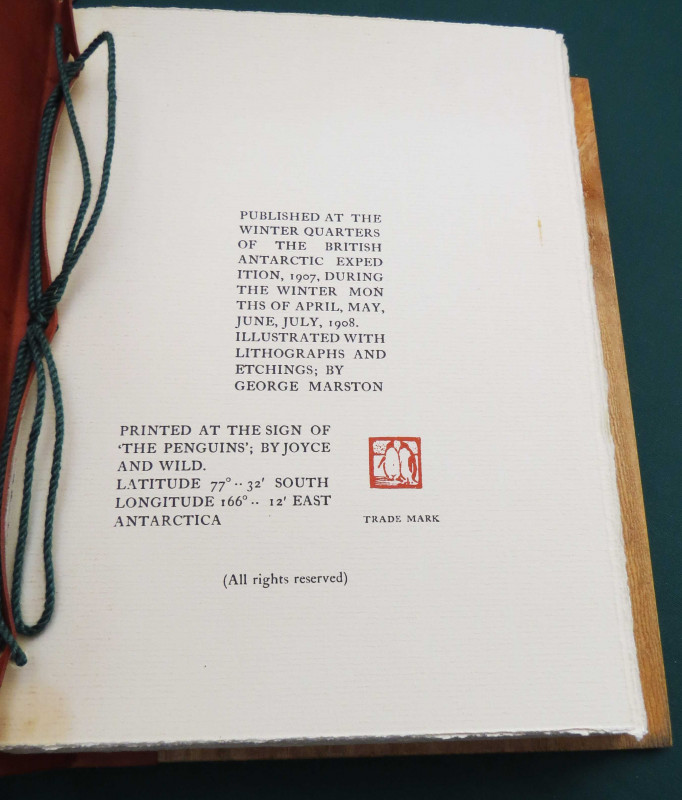 PUBLISHED AT THE
WINTER QUARTERS
OF THE BRITISH
ANTARCTIC EXPED
ITION, 1907, DURING
THE WINTER MON
THS OF APRIL, MAY,
JUNE, JULY, 1908.
ILLUSTRATED WITH
LITHOGRAPHS AND
ETCHINGS; BY
GEORGE MARSTON
PRINTED AT THE SIGN OF
‘THE PENGUINS’; BY JOYCE
AND WILD.
LATITUDE 77° ·· 32′ SOUTH
LONGITUDE 166° ·· 12′ EAST
ANTARCTICA
TRADE MARK
(All rights reserved)